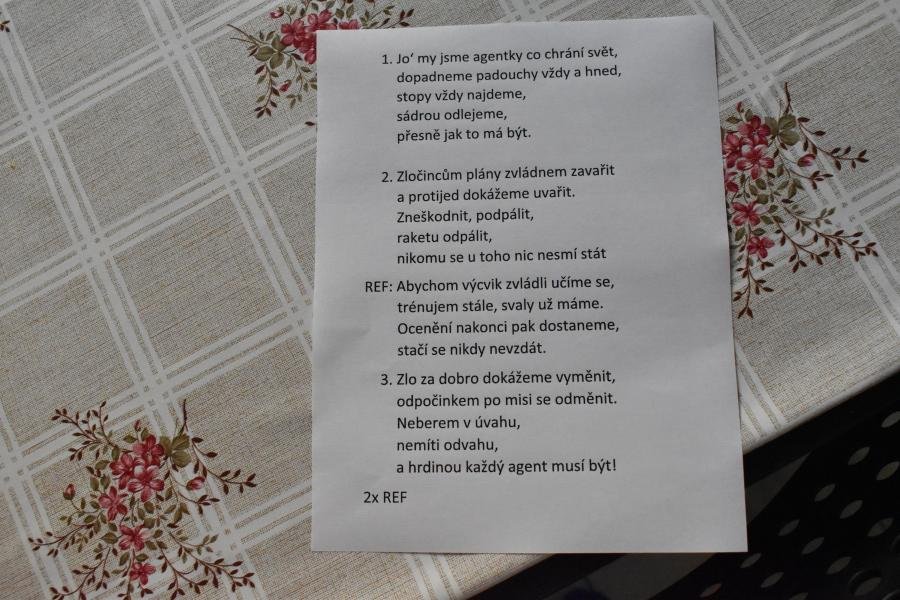 1. Jo‘ my jsme agentky co chrání svět,
dopadneme padouchy vždy a hned,
stopy vždy najdeme,
sádrou odlejeme,
přesně jak to má být.
2. Zločincům plány zvládnem zavařit
a protijed dokážeme uvařit.
Zneškodnit, podpálit,
raketu odpálit,
nikomu se u toho nic nesmí stát
REF: Abychom výcvik zvládli učíme se,
trénujem stále, svaly už máme.
Ocenění nakonci pak dostaneme,
stačí se nikdy nevzdát.
3. Zlo za dobro dokážeme vyměnit,
odpočinkem po misi se odměnit.
Neberem v úvahu,
nemíti odvahu,
a hrdinou každý agent musí být!
2x REF